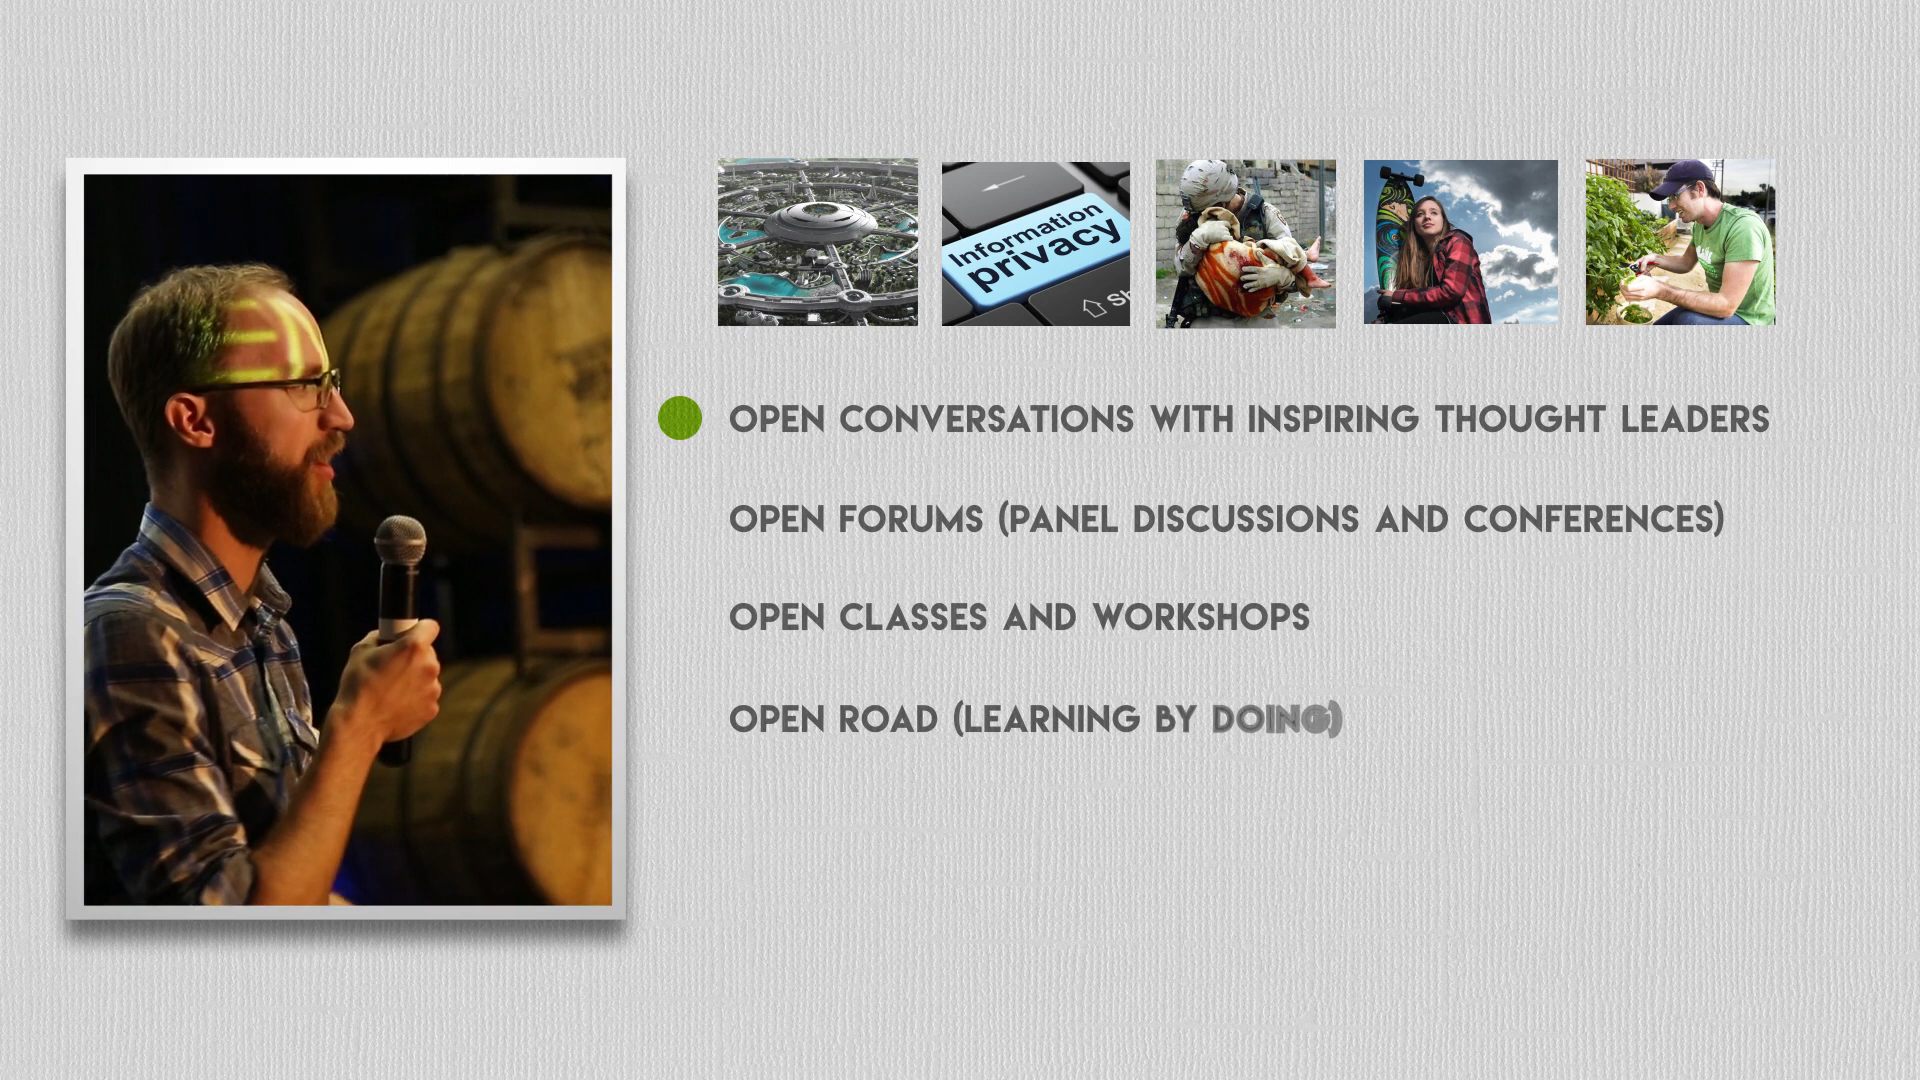 Information
privacy
Sh
OPEN CONVERSATIONS WITH INSPIRING THOUGHT LEADERS
OPEN FORUMS (PANEL DISCUSSIONS AND CONFERENCES)
OPEN CLASSES AND WORKSHOPS
OPEN ROAD (LEARNING BY DOING)